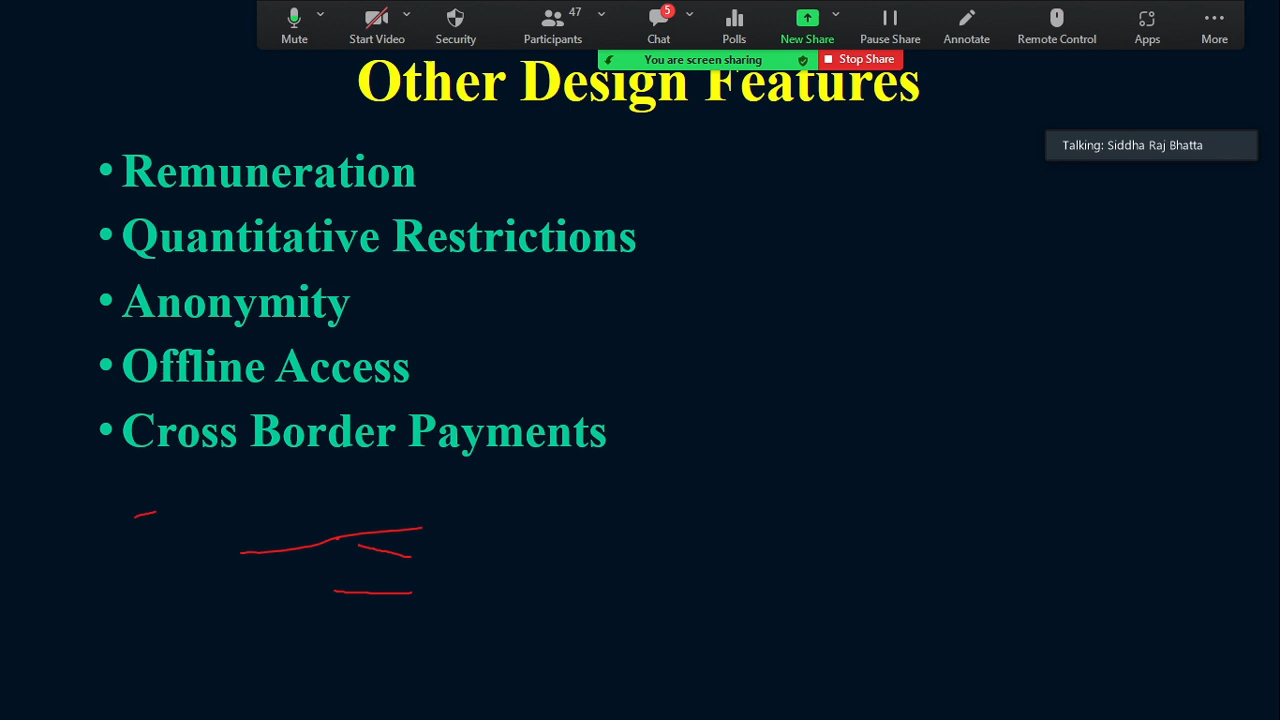 Mute
Start Video
Security
Participants
47
Chat
5
Polls
New Share
Pause Share
Annotate
Remote Control
Apps
More
You are screen sharing
Stop Share
Other Design Features
Talking: Siddha Raj Bhatta
• Remuneration
• Quantitative Restrictions
• Anonymity
• Offline Access
• Cross Border Payments